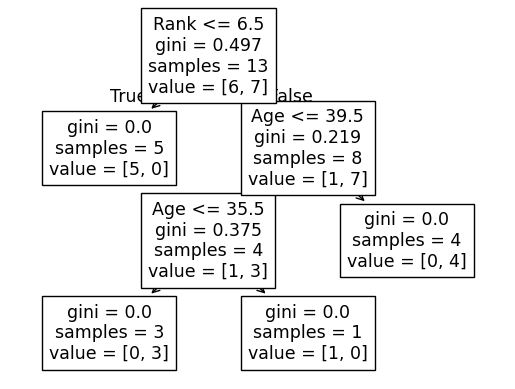 Rank <= 6.5
gini = 0.497
samples = 13
value = [6, 7]
True
alse
gini = 0.0
samples = 5
value = [5, 0]
Age <= 39.5
gini = 0.219
samples = 8
value = [1, 7]
Age <= 35.5
gini = 0.375
samples = 4
value = [1, 3]
gini = 0.0
samples = 4
value = [0, 4]
gini = 0.0
samples = 3
value = [0, 3]
gini = 0.0
samples = 1
value = [1, 0]